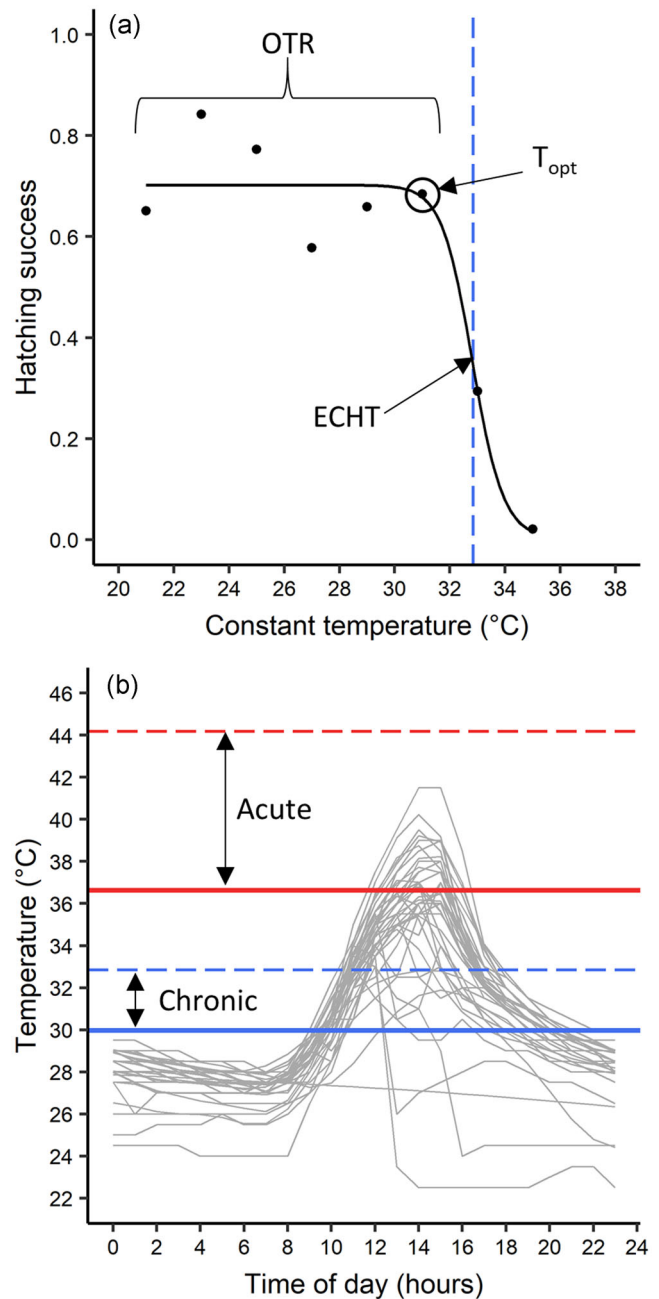 (a)
OTR
T opt
ECHT
Hatching success
1.0
0.8
0.6
0.4
0.2
0.0
20 22 24 26 28 30 32 34 36 38
Constant temperature (°C)
(b)
Acute
Chronic
Temperature (°C)
46
44
42
40
38
36
34
32
30
28
26
24
22
0 2 4 6 8 10 12 14 16 18 20 22 24
Time of day (hours)